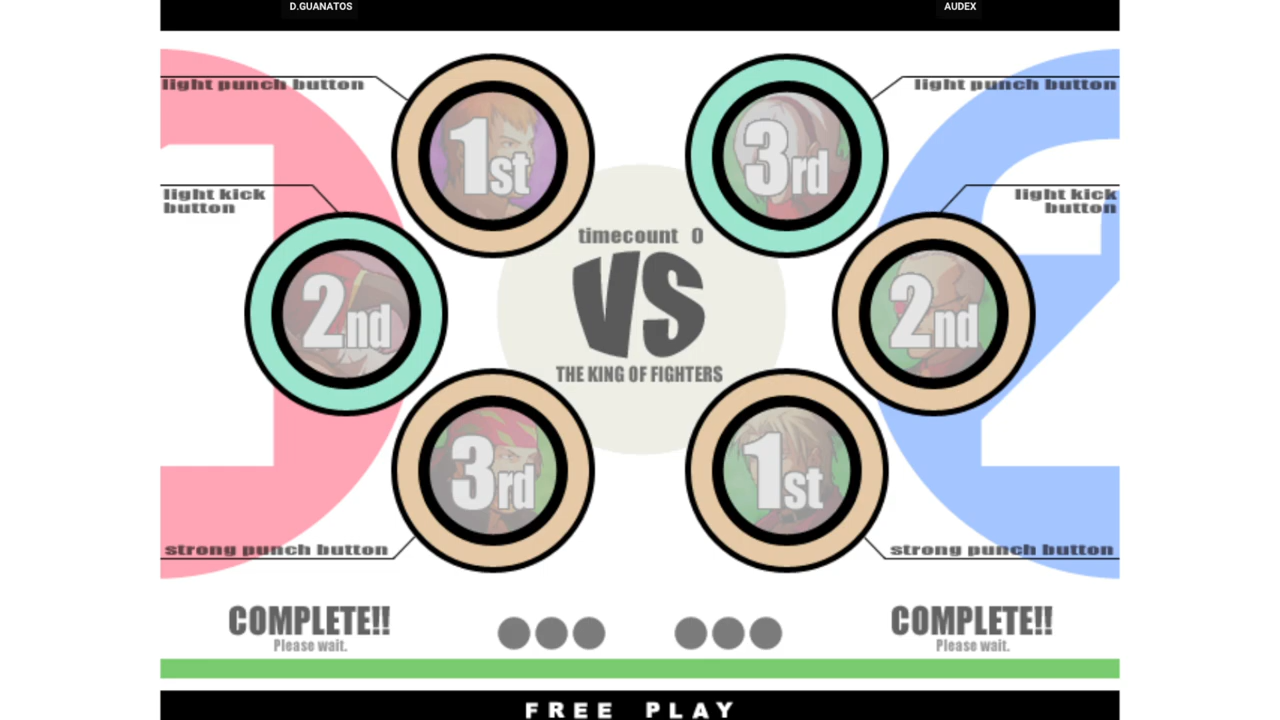 D.GUANATOS
AUDEX
light punch button
light punch button
1st
3rd
light kick
button
light kick
button
timecount 0
VS
THE KING OF FIGHTERS
2nd
2nd
3rd
1st
strong punch button
strong punch button
COMPLETE!!
Please wait.
COMPLETE!!
Please wait.
FREE PLAY